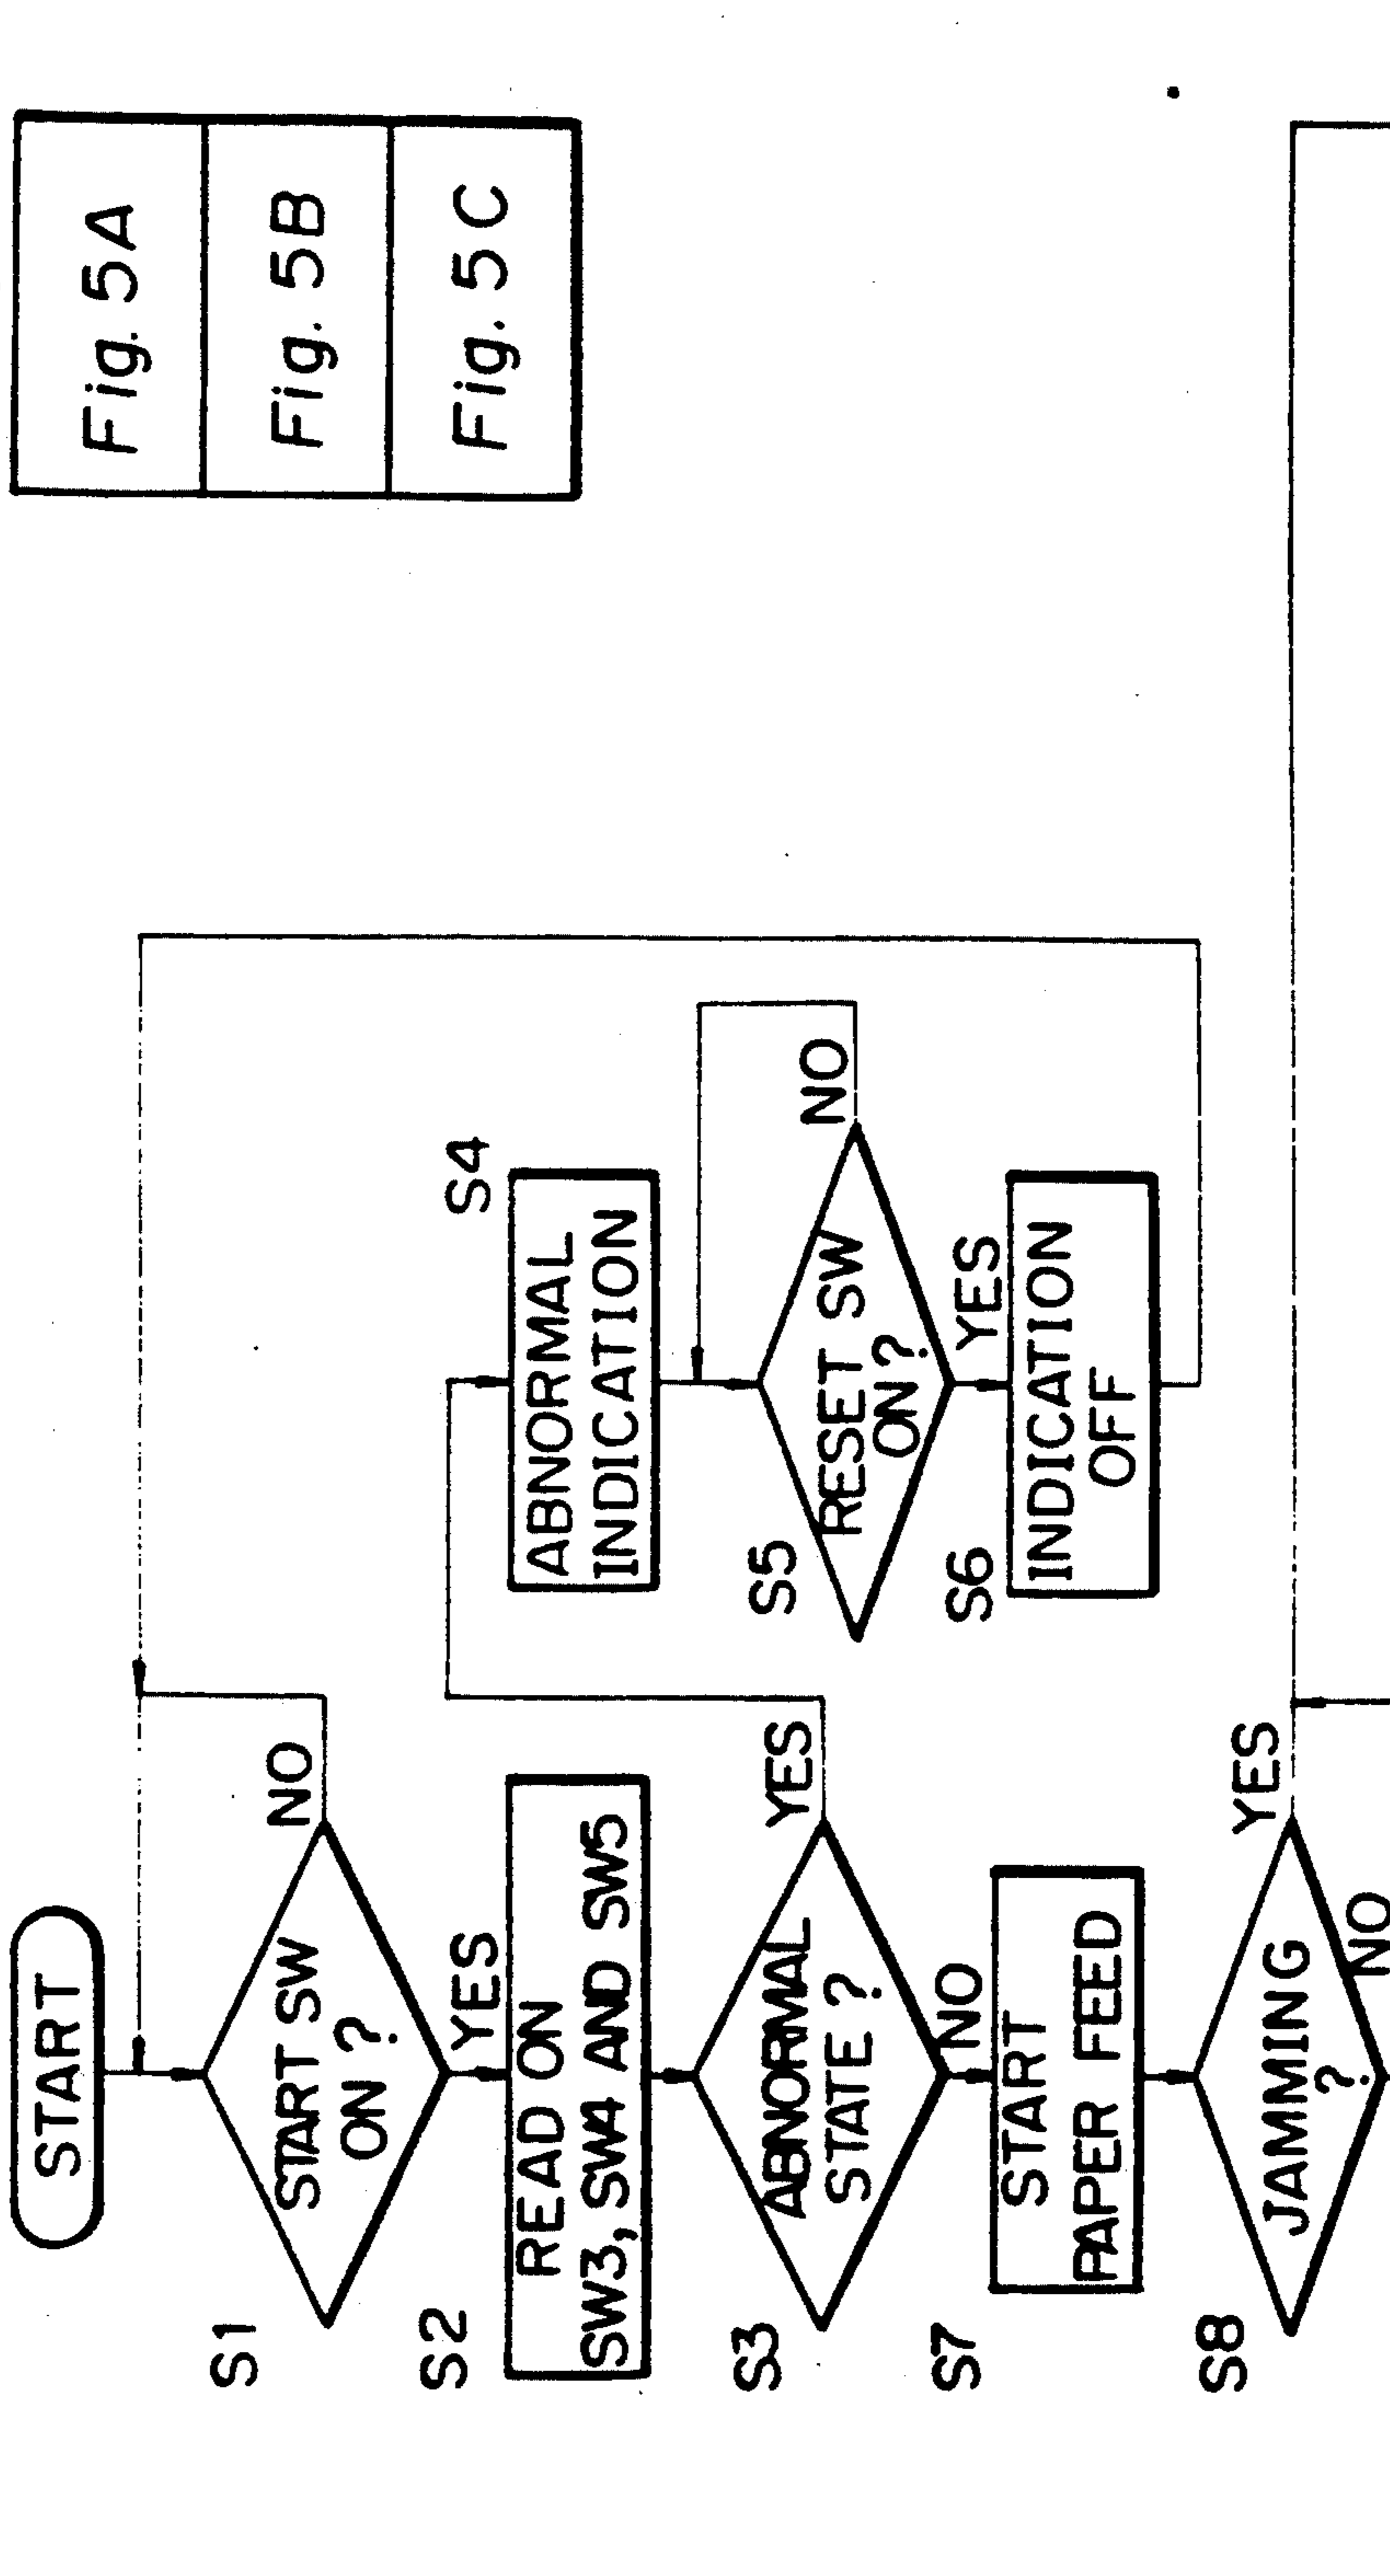 Fig. 5A
Fig. 5B
Fig. 5C
START
S1
START SW
ON ?
NO
YES
S2
READ ON
SW3, SW4 AND SW5
S3
ABNORMAL
STATE ?
YES
NO
S4
ABNORMAL
INDICATION
S5
RESET SW
ON ?
NO
YES
S6
INDICATION
OFF
S7
START
PAPER FEED
S8
JAMMING
?
YES
NO